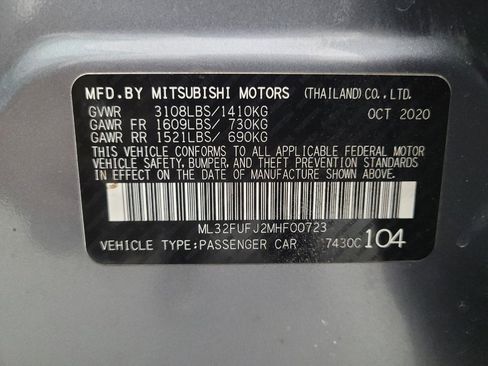 MFD.BY MITSUBISHI MOTORS (THAILAND)CO.,LTD.
GVWR 3108LBS/1410KG OCT 2020
GAWR FR 1609LBS/ 730KG
GAWR RR 1521LBS/ 690KG
THIS VEHICLE CONFORMS TO ALL APPLICABLE FEDERAL MOTOR
VEHICLE SAFETY, BUMPER, AND THEFT PREVENTION STANDARDS
IN EFFECT ON THE DATE OF MANUFACTURE SHOWN ABOVE.
ML32FUFJ2MHF00723
VEHICLE TYPE:PASSENGER CAR 7430C 104